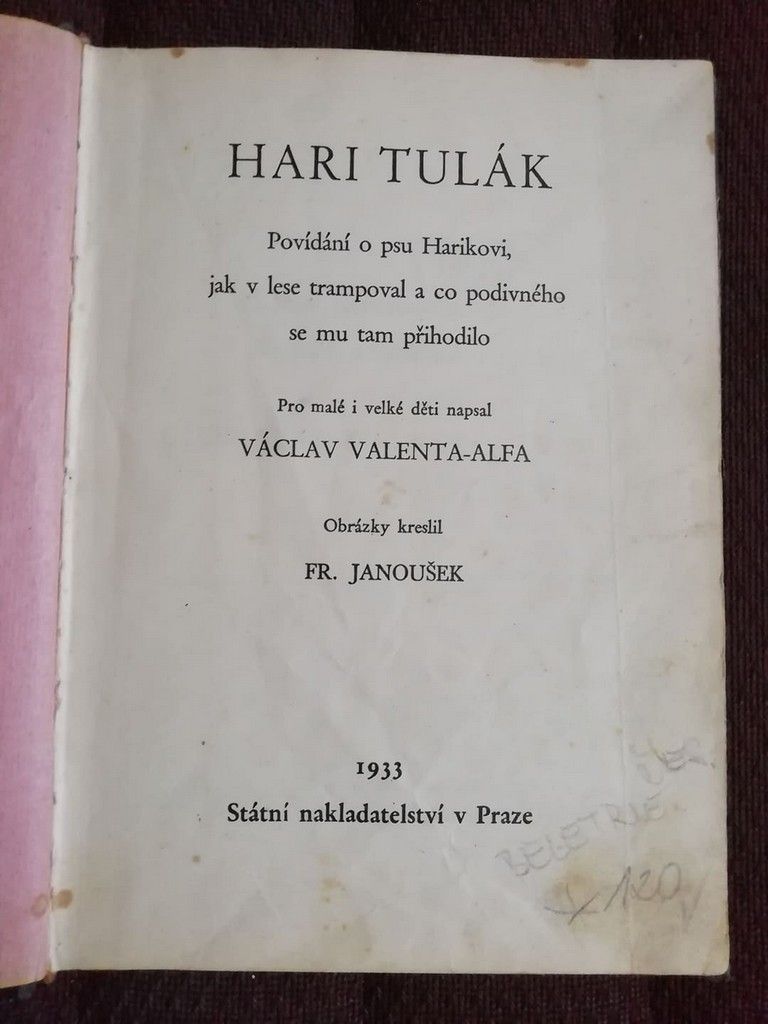 HARI TULÁK
Povídání o psu Harikovi,
jak v lese trampoval a co podivného
se mu tam přihodilo
Pro malé i velké děti napsal
VÁCLAV VALENTA-ALFA
Obrázky kreslil
FR. JANOUŠEK
1933
Státní nakladatelství v Praze
BELETRIE
120